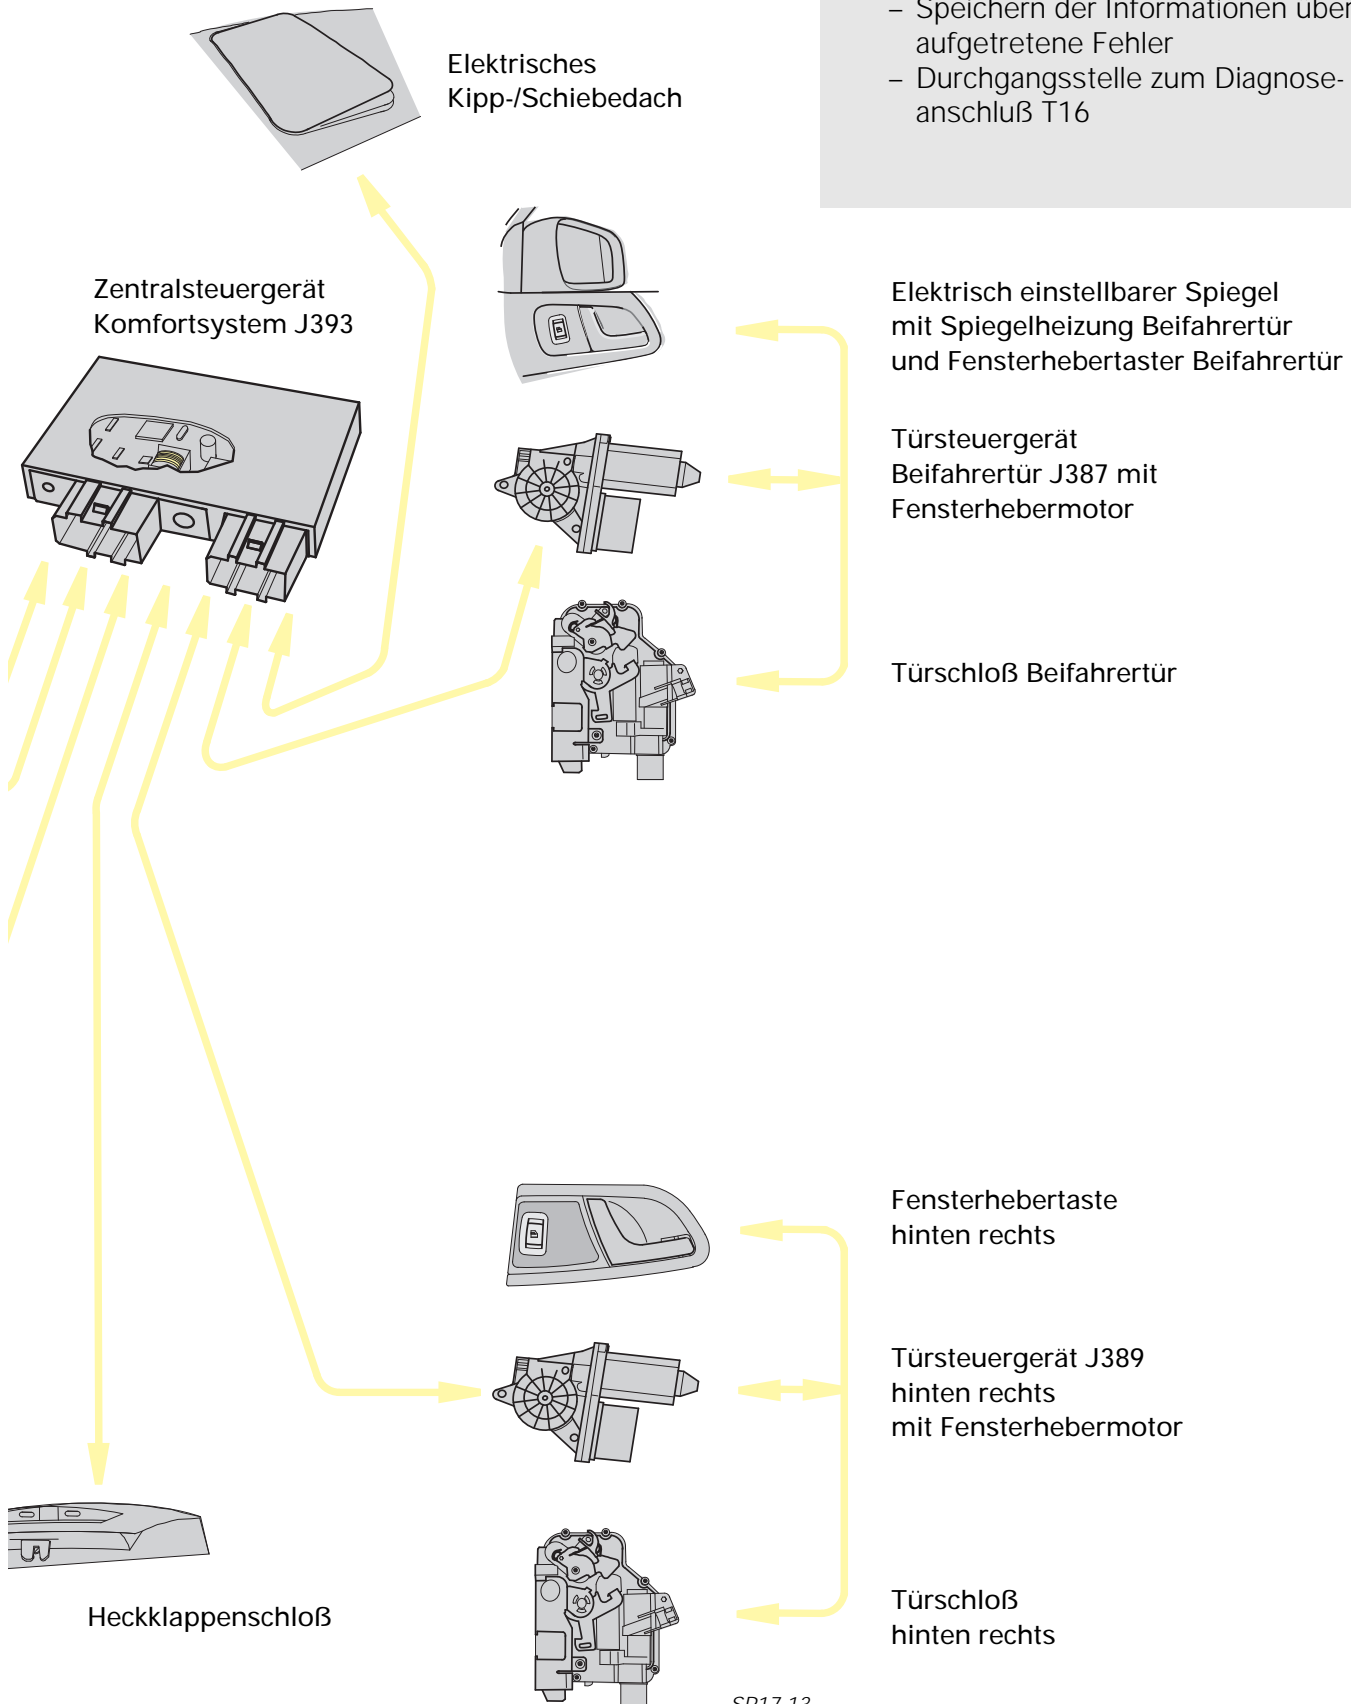 – Speichern der Informationen über
aufgetretene Fehler
– Durchgangsstelle zum Diagnose-
anschluß T16
Elektrisches
Kipp-/Schiebedach
Zentralsteuergerät
Komfortsystem J393
Elektrisch einstellbarer Spiegel
mit Spiegelheizung Beifahrertür
und Fensterhebertaster Beifahrertür
Türsteuergerät
Beifahrertür J387 mit
Fensterhebermotor
Türschloß Beifahrertür
Fensterhebertaste
hinten rechts
Türsteuergerät J389
hinten rechts
mit Fensterhebermotor
Heckklappenschloß
Türschloß
hinten rechts
SP17-12